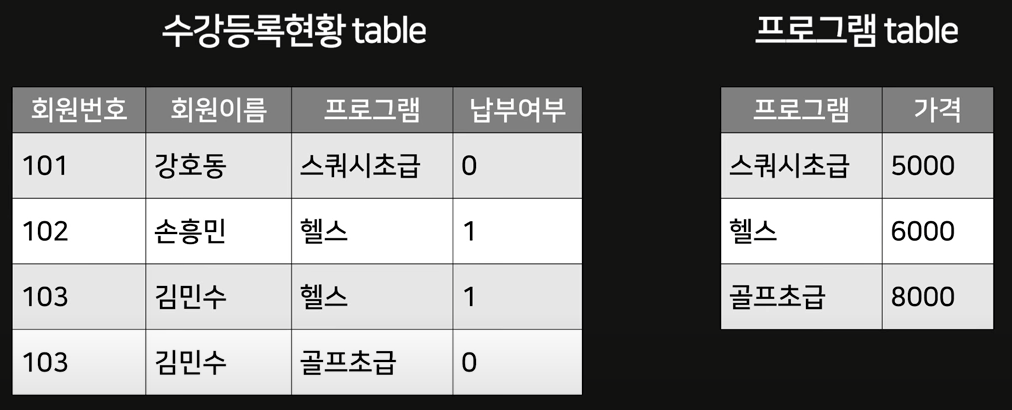 수강등록현황 table
회원번호 회원이름 프로그램 납부여부
101 강호동 스쿼시초급 0
102 손흥민 헬스 1
103 김민수 헬스 1
103 김민수 골프초급 0
프로그램 table
프로그램 가격
스쿼시초급 5000
헬스 6000
골프초급 8000